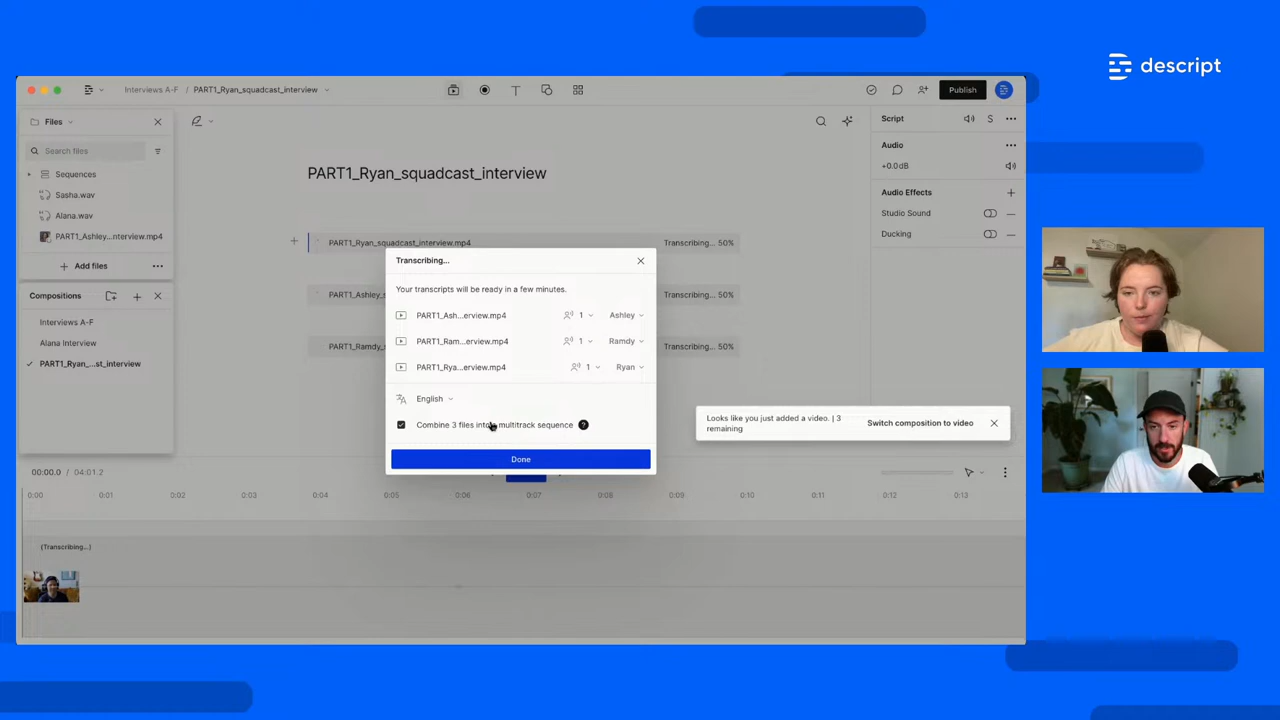 descript
Interviews A-F / PART1_Ryan_squadcast_interview
Publish
Files
Search files
Sequences
Sasha.wav
Alana.wav
PART1_Ashley...nterview.mp4
Add files
Compositions
Interviews A-F
Alana Interview
PART1_Ryan_...st_interview
PART1_Ryan_squadcast_interview
PART1_Ryan_squadcast_interview.mp4
Transcribing... 50%
PART1_Ashley_s
Transcribing... 50%
PART1_Ramdy_s
Transcribing... 50%
Transcribing...
Your transcripts will be ready in a few minutes.
PART1_Ash...erview.mp4
1
Ashley
PART1_Ram...erview.mp4
1
Ramdy
PART1_Rya...erview.mp4
1
Ryan
English
Combine 3 files into multitrack sequence ?
Done
Script
S
Audio
+0.0dB
Audio Effects
Studio Sound
Ducking
Looks like you just added a video. | 3
remaining
Switch composition to video
00:00.0 / 04:01.2
0:00 0:01 0:02 0:03 0:04 0:05 0:06 0:07 0:08 0:09 0:10 0:11 0:12 0:13
(Transcribing...)